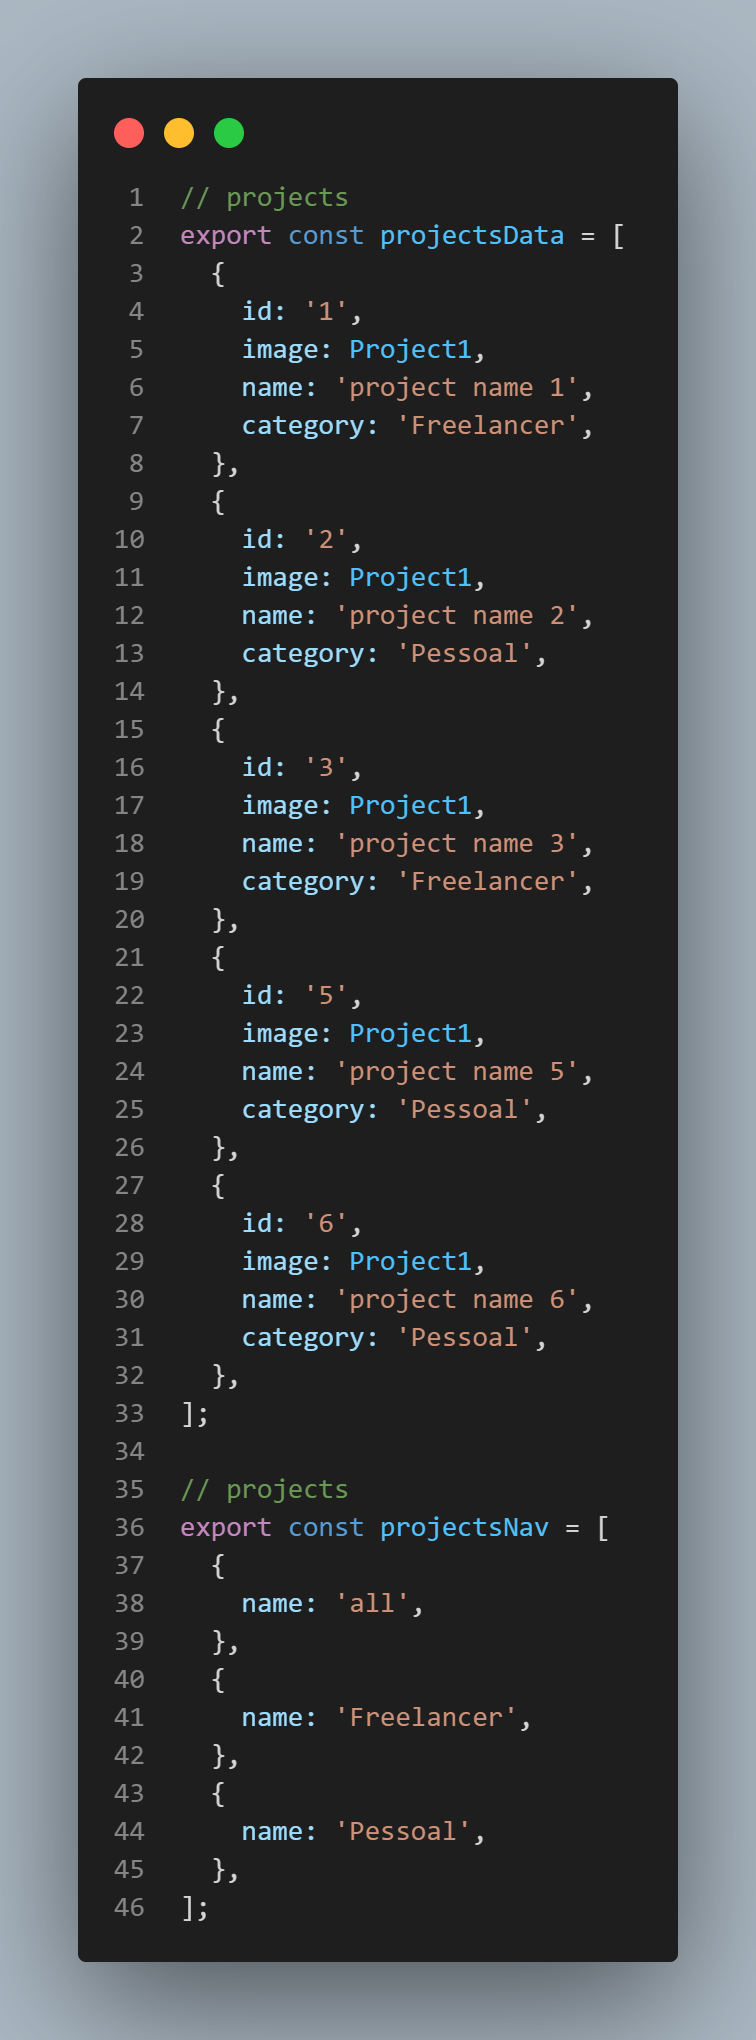 1 // projects
2 export const projectsData = [
3   {
4     id: '1',
5     image: Project1,
6     name: 'project name 1',
7     category: 'Freelancer',
8   },
9   {
10     id: '2',
11     image: Project1,
12     name: 'project name 2',
13     category: 'Pessoal',
14   },
15   {
16     id: '3',
17     image: Project1,
18     name: 'project name 3',
19     category: 'Freelancer',
20   },
21   {
22     id: '5',
23     image: Project1,
24     name: 'project name 5',
25     category: 'Pessoal',
26   },
27   {
28     id: '6',
29     image: Project1,
30     name: 'project name 6',
31     category: 'Pessoal',
32   },
33 ];
34
35 // projects
36 export const projectsNav = [
37   {
38     name: 'all',
39   },
40   {
41     name: 'Freelancer',
42   },
43   {
44     name: 'Pessoal',
45   },
46 ];